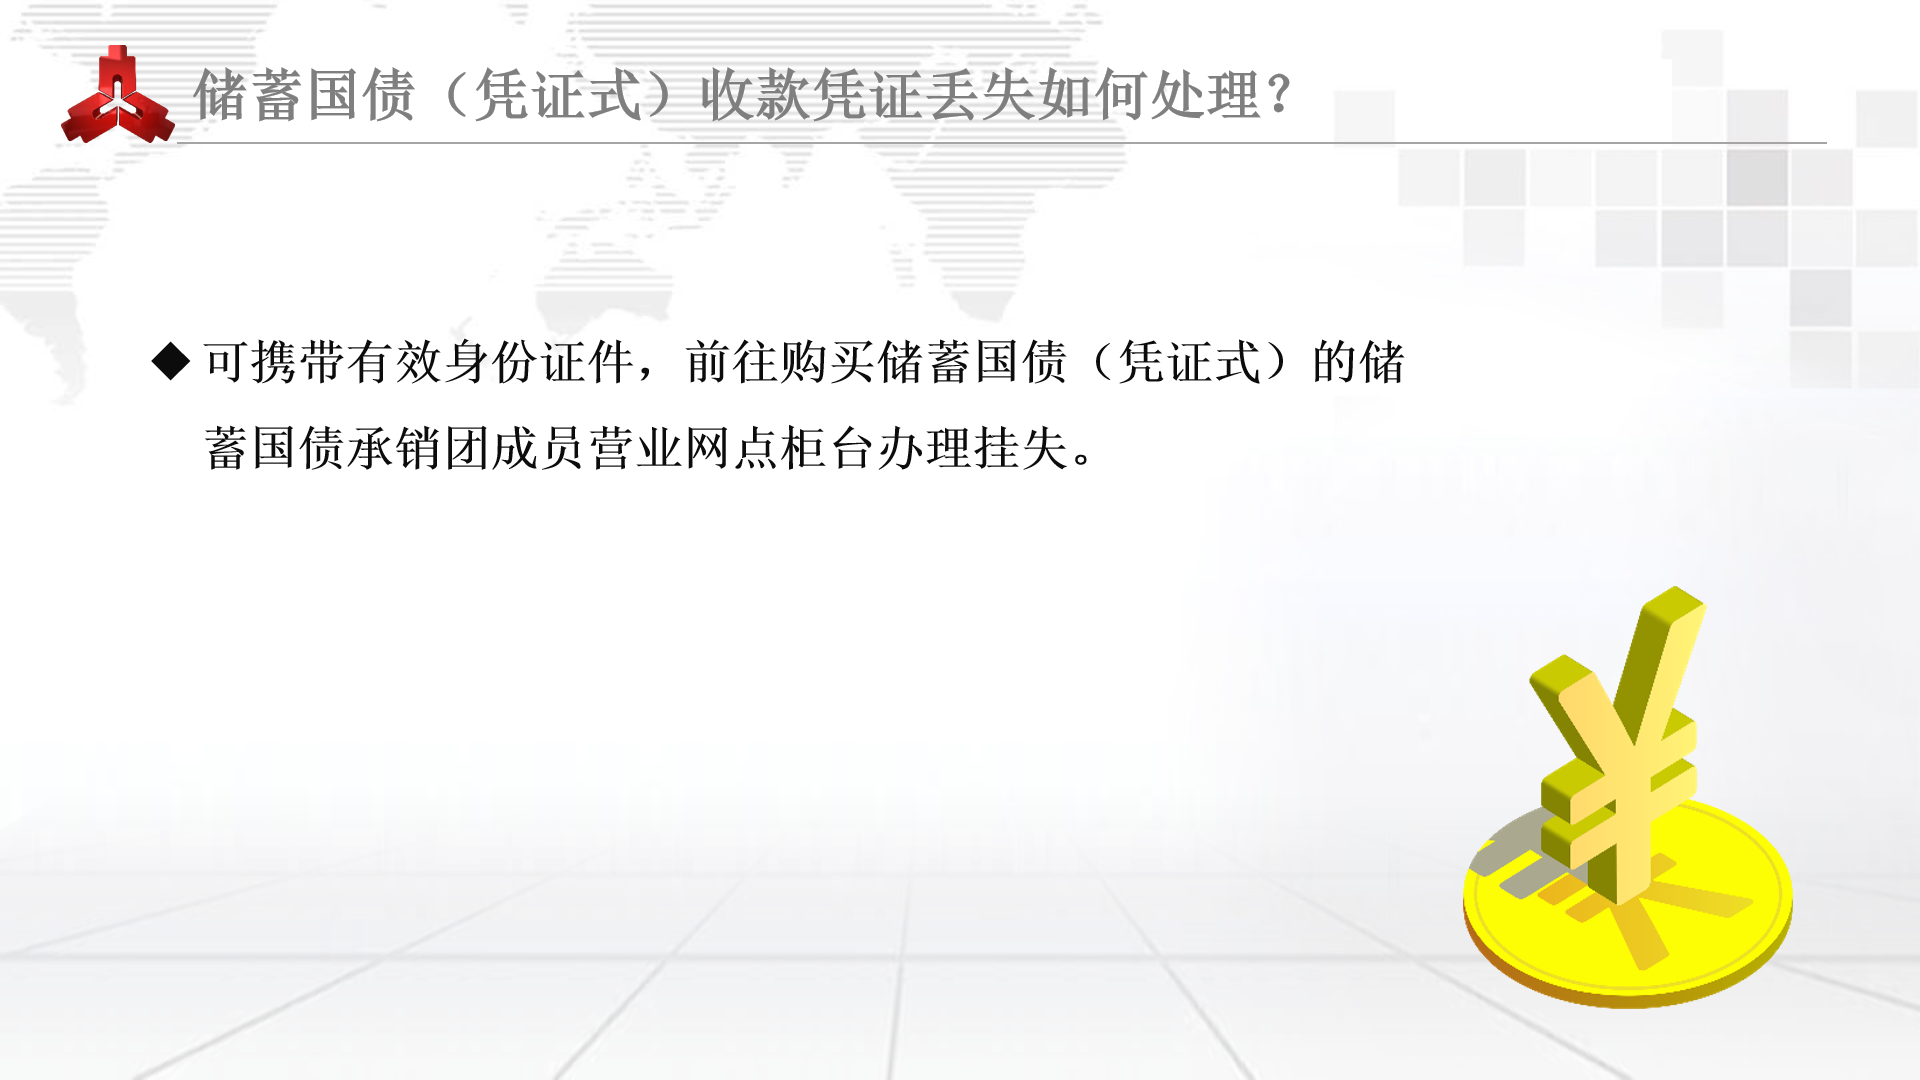 储蓄国债（凭证式）收款凭证丢失如何处理？
◆ 可携带有效身份证件，前往购买储蓄国债（凭证式）的储
蓄国债承销团成员营业网点柜台办理挂失。